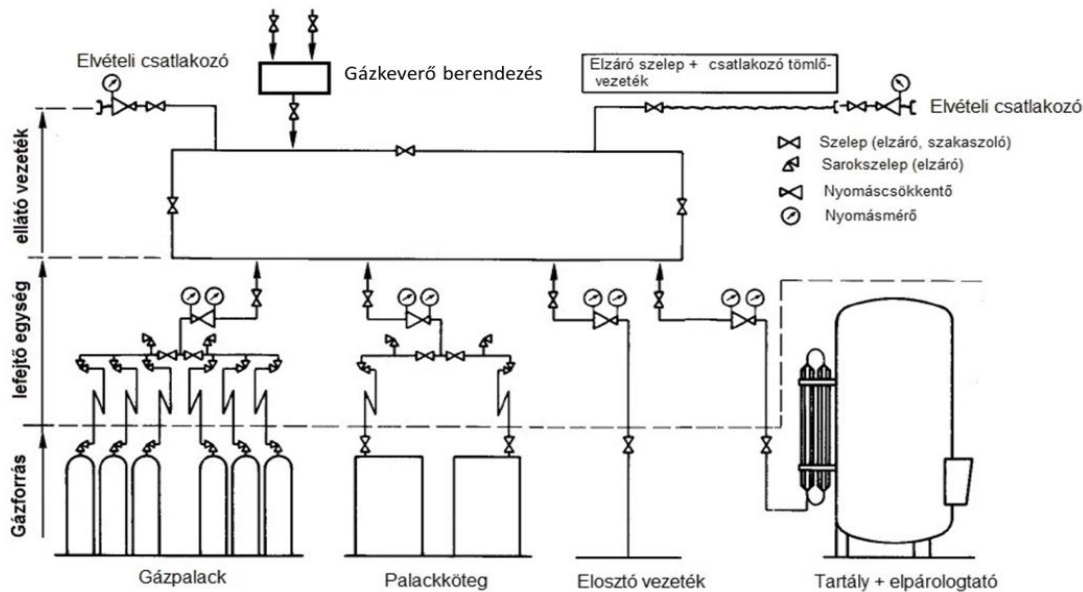 Elvételi csatlakozó
Gázkeverő berendezés
Elzáró szelep + csatlakozó tömlő-
vezeték
Elvételi csatlakozó
Szelep (elzáró, szakaszoló)
Sarokszelep (elzáró)
Nyomáscsökkentő
Nyomásmérő
ellátó vezeték
lefejtő egység
Gázforrás
Gázpalack
Palackköteg
Elosztó vezeték
Tartály + elpárologtató